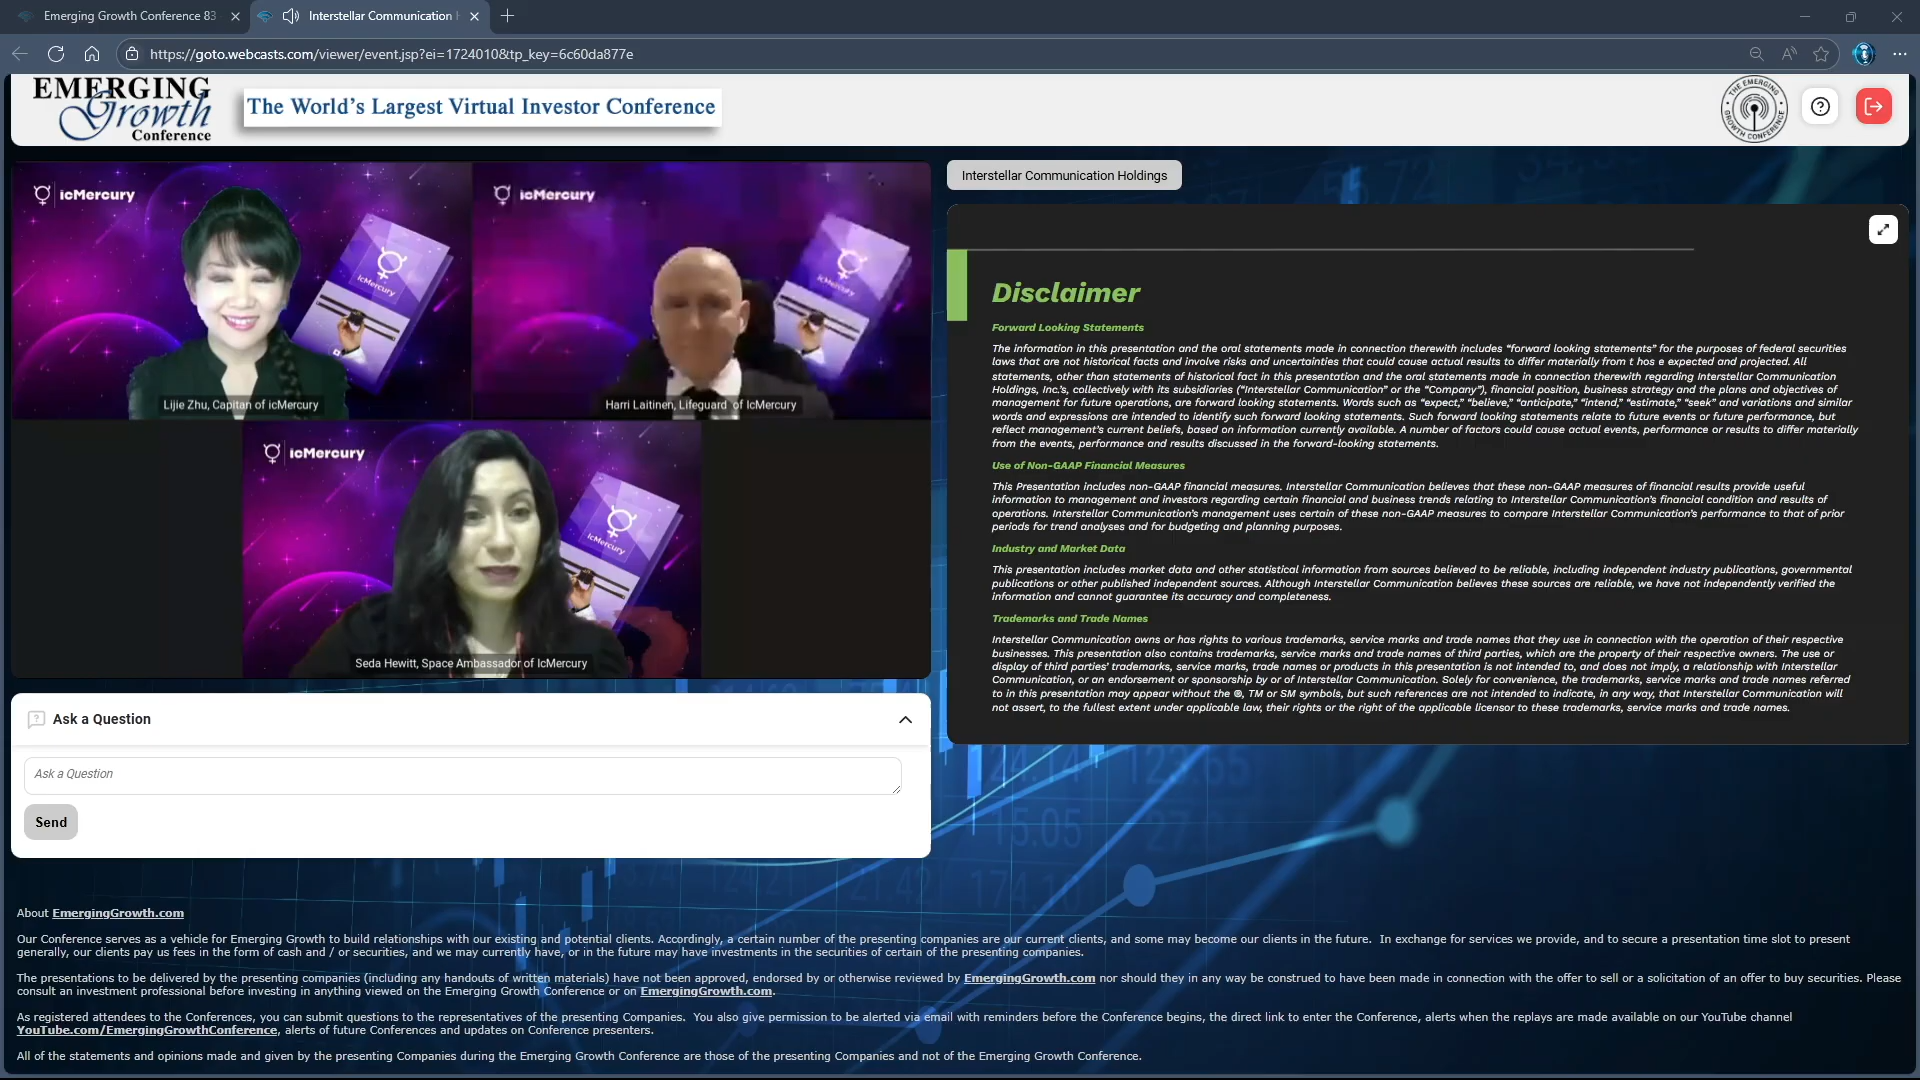 Emerging Growth Conference 83
Interstellar Communication H
https://goto.webcasts.com/viewer/event.jsp?ei=1724010&tp_key=6c60da877e
EMERGING
Growth
Conference
The World's Largest Virtual Investor Conference
THE EMERGING
GROWTH CONFERENCE
icMercury
icMercury
icMercury
icMercury
Lijie Zhu, Capitan of icMercury
Harri Laitinen, Lifeguard of IcMercury
icMercury
icMercury
Seda Hewitt, Space Ambassador of IcMercury
Interstellar Communication Holdings
Disclaimer
Forward Looking Statements
The information in this presentation and the oral statements made in connection therewith includes “forward looking statements” for the purposes of federal securities
laws that are not historical facts and involve risks and uncertainties that could cause actual results to differ materially from t hos e expected and projected. All
statements, other than statements of historical fact in this presentation and the oral statements made in connection therewith regarding Interstellar Communication
Holdings, Inc.'s, collectively with its subsidiaries (“Interstellar Communication” or the “Company”), financial position, business strategy and the plans and objectives of
management for future operations, are forward looking statements. Words such as “expect,” “believe,” “anticipate,” “intend,” “estimate,” “seek” and variations and similar
words and expressions are intended to identify such forward looking statements. Such forward looking statements relate to future events or future performance, but
reflect management's current beliefs, based on information currently available. A number of factors could cause actual events, performance or results to differ materially
from the events, performance and results discussed in the forward-looking statements.
Use of Non-GAAP Financial Measures
This Presentation includes non-GAAP financial measures. Interstellar Communication believes that these non-GAAP measures of financial results provide useful
information to management and investors regarding certain financial and business trends relating to Interstellar Communication's financial condition and results of
operations. Interstellar Communication's management uses certain of these non-GAAP measures to compare Interstellar Communication's performance to that of prior
periods for trend analyses and for budgeting and planning purposes.
Industry and Market Data
This presentation includes market data and other statistical information from sources believed to be reliable, including independent industry publications, governmental
publications or other published independent sources. Although Interstellar Communication believes these sources are reliable, we have not independently verified the
information and cannot guarantee its accuracy and completeness.
Trademarks and Trade Names
Interstellar Communication owns or has rights to various trademarks, service marks and trade names that they use in connection with the operation of their respective
businesses. This presentation also contains trademarks, service marks and trade names of third parties, which are the property of their respective owners. The use or
display of third parties' trademarks, service marks, trade names or products in this presentation is not intended to, and does not imply, a relationship with Interstellar
Communication, or an endorsement or sponsorship by or of Interstellar Communication. Solely for convenience, the trademarks, service marks and trade names referred
to in this presentation may appear without the ®, TM or SM symbols, but such references are not intended to indicate, in any way, that Interstellar Communication will
not assert, to the fullest extent under applicable law, their rights or the right of the applicable licensor to these trademarks, service marks and trade names.
Ask a Question
Ask a Question
Send
About EmergingGrowth.com
Our Conference serves as a vehicle for Emerging Growth to build relationships with our existing and potential clients. Accordingly, a certain number of the presenting companies are our current clients, and some may become our clients in the future. In exchange for services we provide, and to secure a presentation time slot to present
generally, our clients pay us fees in the form of cash and / or securities, and we may currently have, or in the future may have investments in the securities of certain of the presenting companies.
The presentations to be delivered by the presenting companies (including any handouts of written materials) have not been approved, endorsed by or otherwise reviewed by EmergingGrowth.com nor should they in any way be construed to have been made in connection with the offer to sell or a solicitation of an offer to buy securities. Please
consult an investment professional before investing in anything viewed on the Emerging Growth Conference or on EmergingGrowth.com.
As registered attendees to the Conferences, you can submit questions to the representatives of the presenting Companies. You also give permission to be alerted via email with reminders before the Conference begins, the direct link to enter the Conference, alerts when the replays are made available on our YouTube channel
YouTube.com/EmergingGrowthConference, alerts of future Conferences and updates on Conference presenters.
All of the statements and opinions made and given by the presenting Companies during the Emerging Growth Conference are those of the presenting Companies and not of the Emerging Growth Conference.